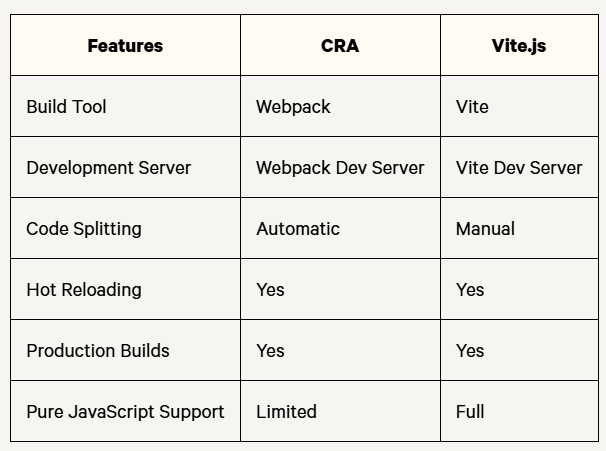 Features CRA Vite.js
Build Tool Webpack Vite
Development Server Webpack Dev Server Vite Dev Server
Code Splitting Automatic Manual
Hot Reloading Yes Yes
Production Builds Yes Yes
Pure JavaScript Support Limited Full